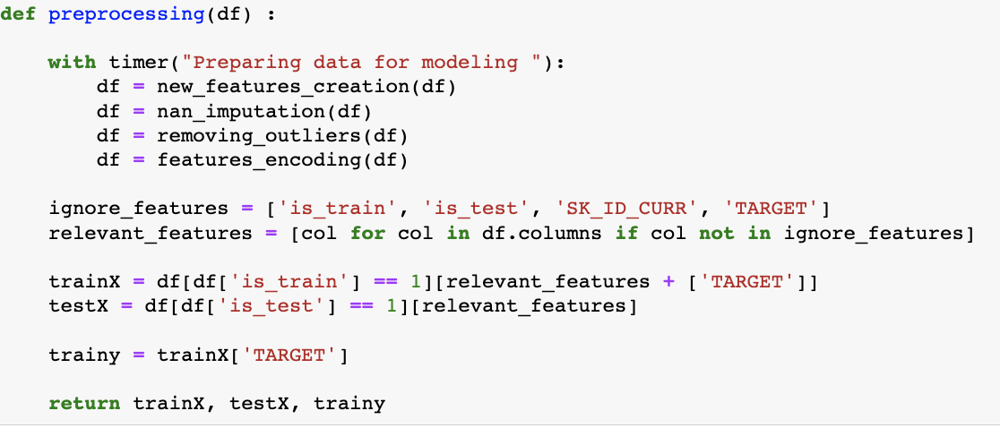 def preprocessing(df) :
with timer("Preparing data for modeling "):
df = new_features_creation(df)
df = nan_imputation(df)
df = removing_outliers(df)
df = features_encoding(df)
ignore_features = ['is_train', 'is_test', 'SK_ID_CURR', 'TARGET']
relevant_features = [col for col in df.columns if col not in ignore_features]
trainX = df[df['is_train'] == 1][relevant_features + ['TARGET']]
testX = df[df['is_test'] == 1][relevant_features]
trainy = trainX['TARGET']
return trainX, testX, trainy